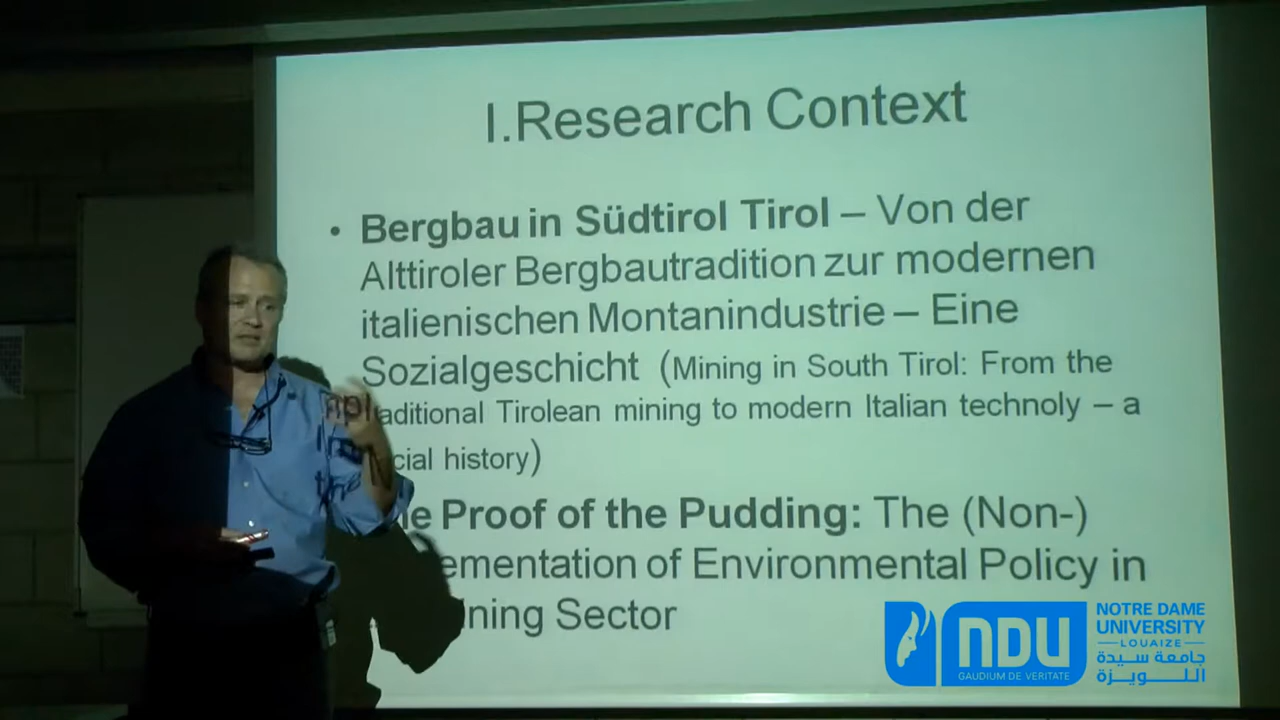 I.Research Context
• Bergbau in Südtirol Tirol – Von der
Alttiroler Bergbautradition zur modernen
italienischen Montanindustrie – Eine
Sozialgeschicht (Mining in South Tirol: From the
aditional Tirolean mining to modern Italian technoly – a
cial history)
e Proof of the Pudding: The (Non-)
ementation of Environmental Policy in
ning Sector
NDU
GAUDIUM DE VERITATE
NOTRE DAME
UNIVERSITY
LOUAIZE
جامعة سيدة
اللويزة